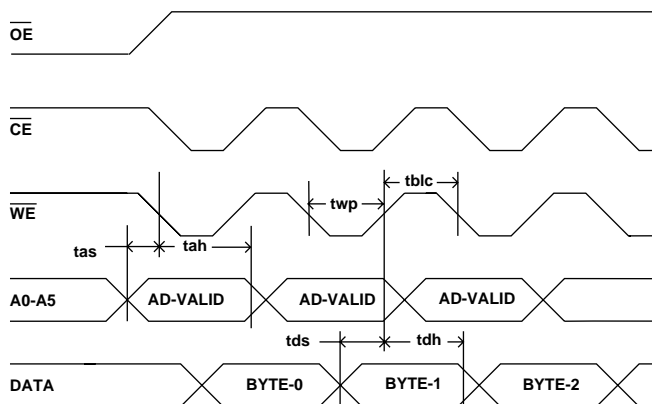 OE
CE
WE
twp
tblc
tas
tah
A0-A5
AD-VALID
AD-VALID
AD-VALID
tds
tdh
DATA
BYTE-0
BYTE-1
BYTE-2